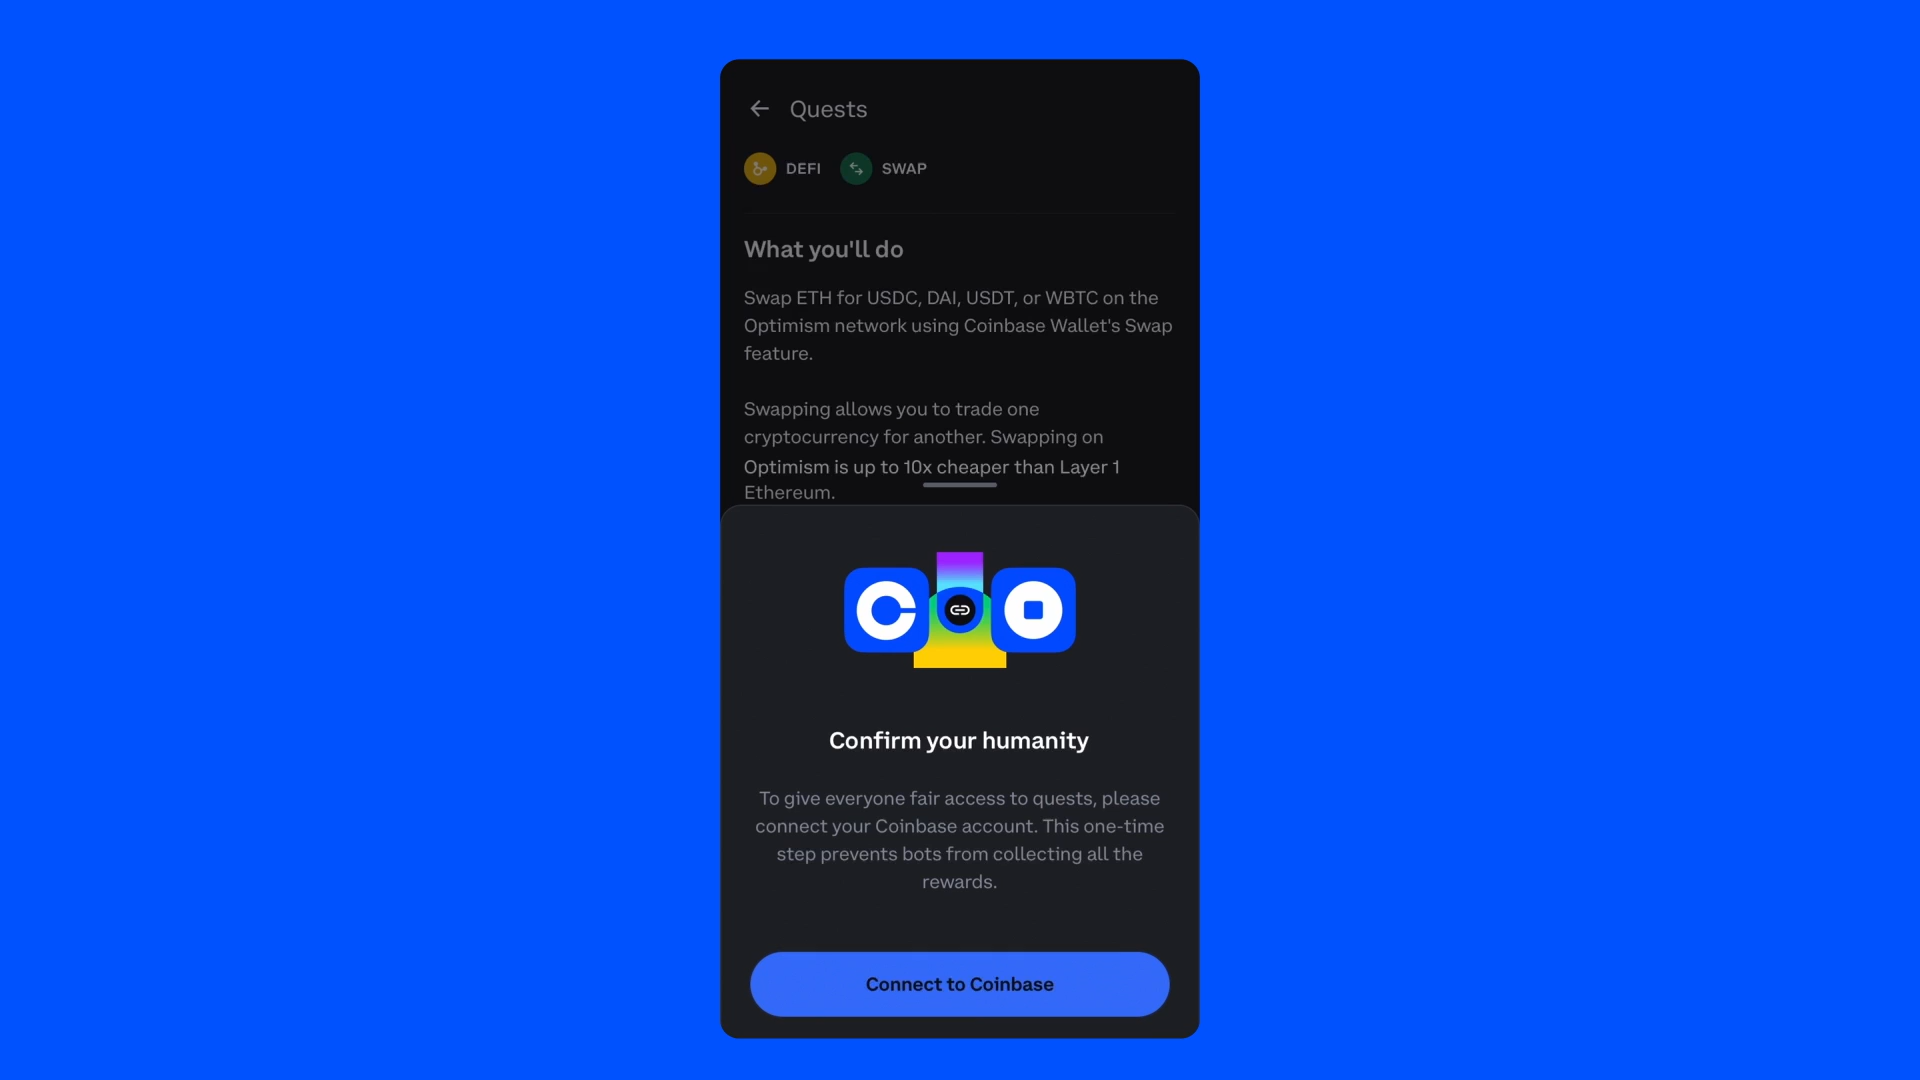 Quests
DEFI SWAP
What you'll do
Swap ETH for USDC, DAI, USDT, or WBTC on the
Optimism network using Coinbase Wallet's Swap
feature.
Swapping allows you to trade one
cryptocurrency for another. Swapping on
Optimism is up to 10x cheaper than Layer 1
Ethereum.
Confirm your humanity
To give everyone fair access to quests, please
connect your Coinbase account. This one-time
step prevents bots from collecting all the
rewards.
Connect to Coinbase